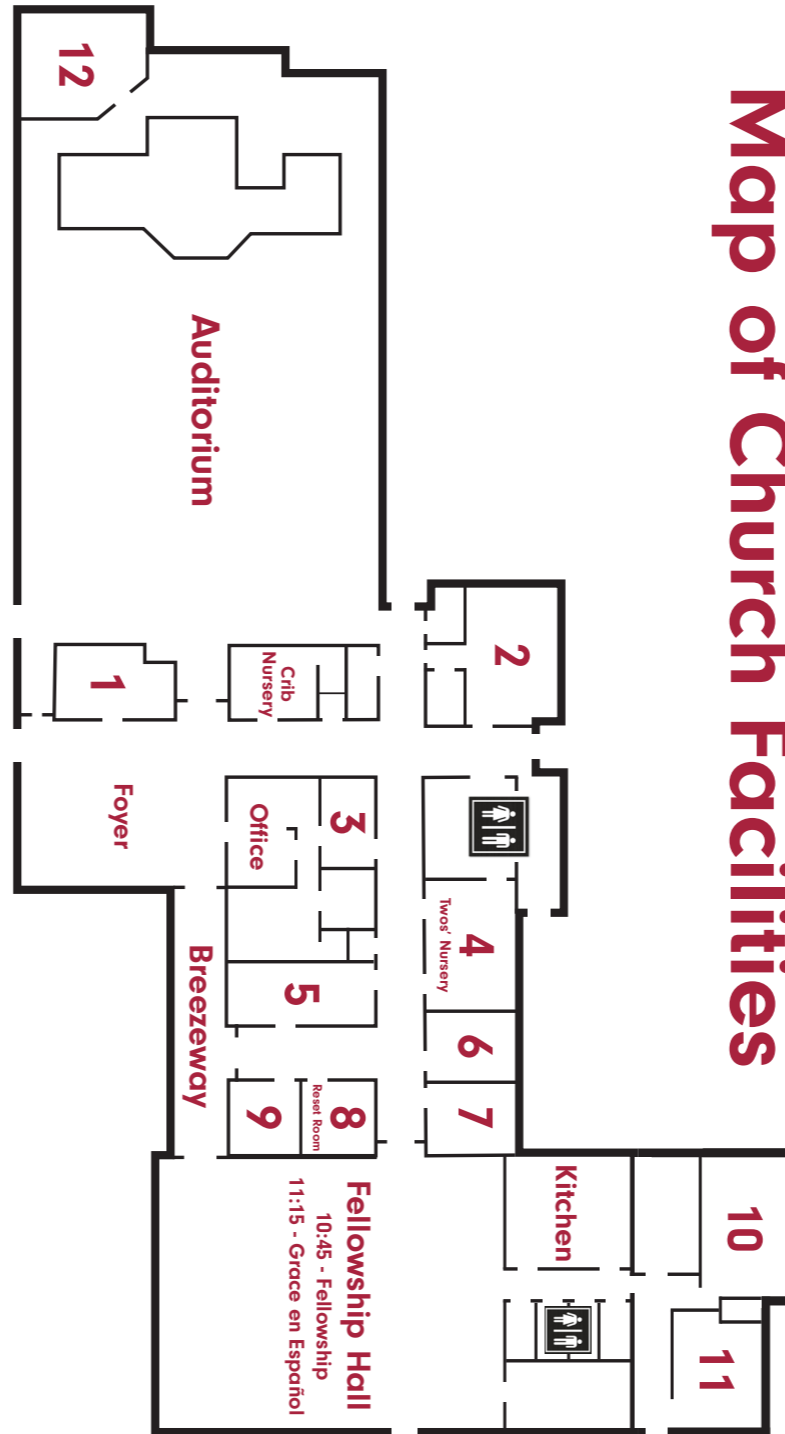 Map of Church Facilities
12
Auditorium
1
Crib
Nursery
2
Foyer
Office
3
4
Twos' Nursery
Breezeway
5
6
7
8
Reset Room
9
Fellowship Hall
10:45 - Fellowship
11:15 - Grace en Español
Kitchen
10
11